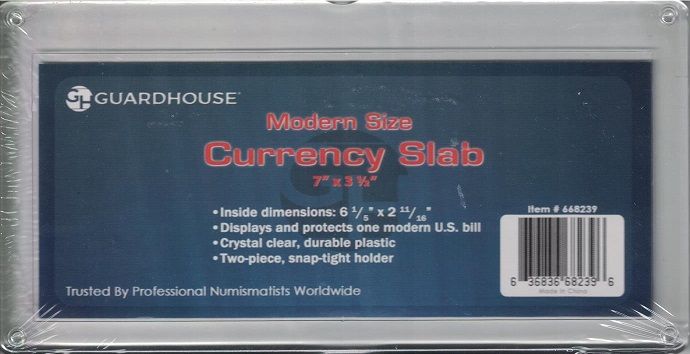 GUARDHOUSE®
Modern Size
Currency Slab
7" x 3 ½"
• Inside dimensions: 6 1/5" x 2 11/16"
• Displays and protects one modern U.S. bill
• Crystal clear, durable plastic
• Two-piece, snap-tight holder
Item # 668239
6 36836 68239 6
Made in China
Trusted By Professional Numismatists Worldwide